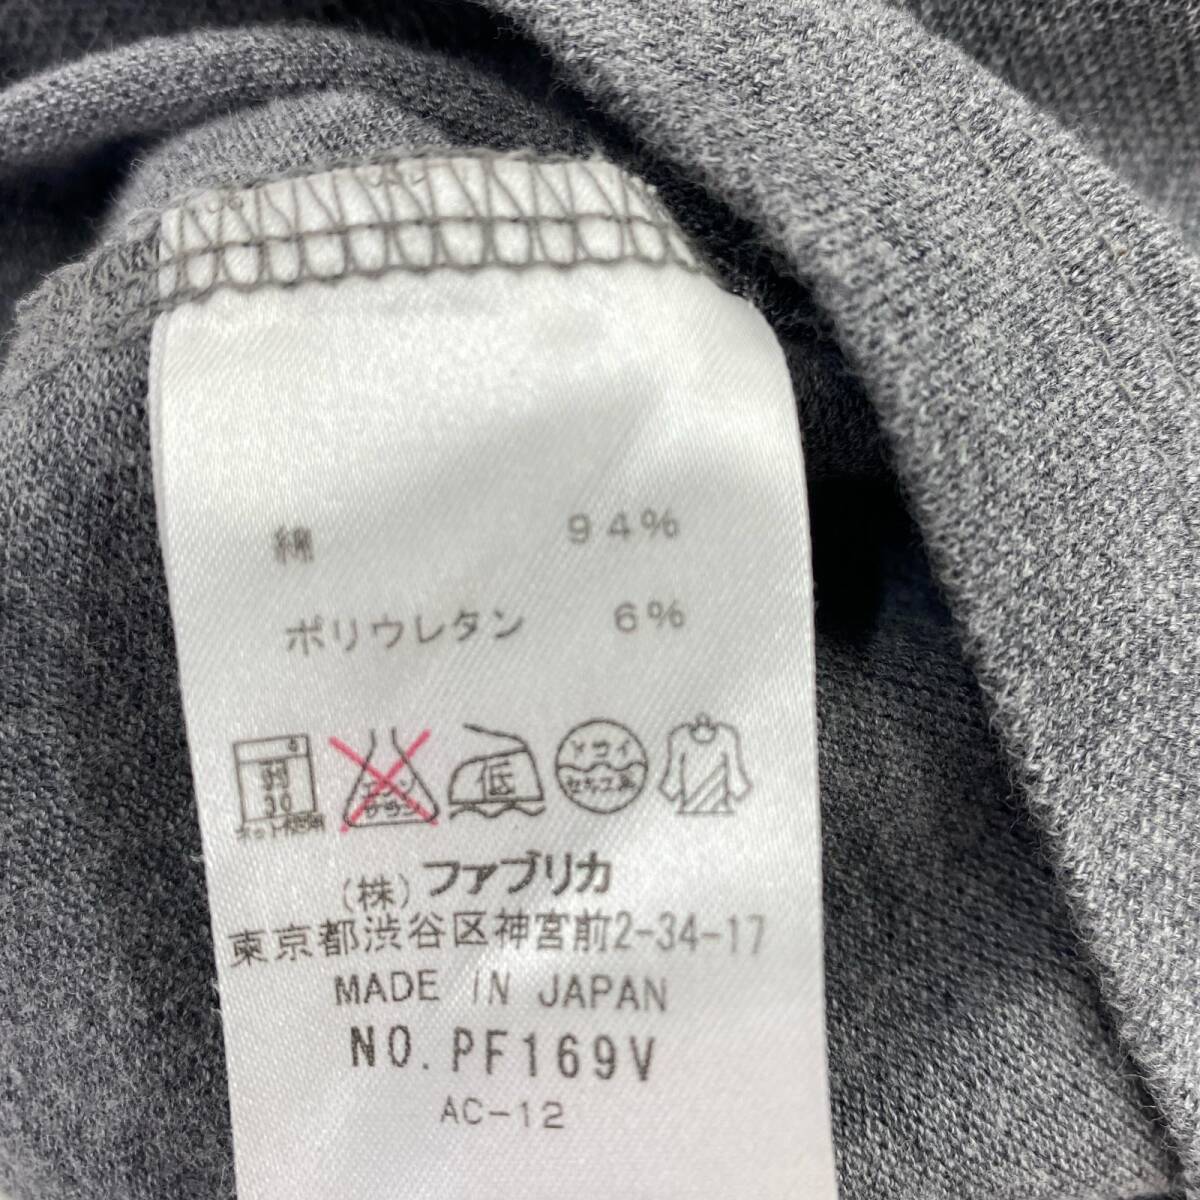 綿 94%
ポリウレタン 6%
低
ドライ
セキユ系
(株)ファブリカ
東京都渋谷区神宮前2-34-17
MADE IN JAPAN
NO. PF169V
AC-12